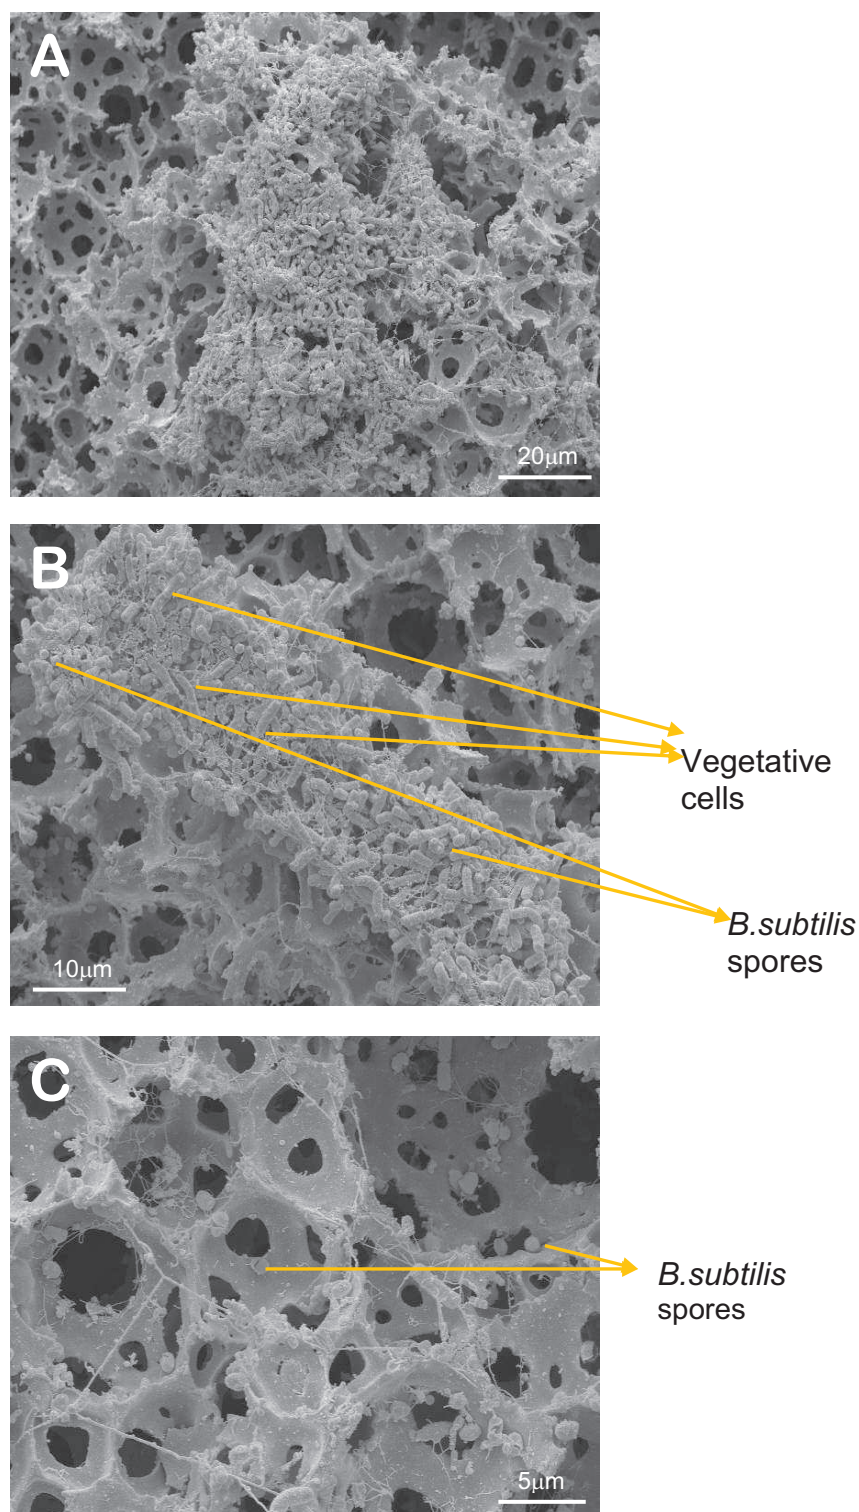 A
20μm
B
Vegetative
cells
B.subtilis
spores
10μm
C
B.subtilis
spores
5μm